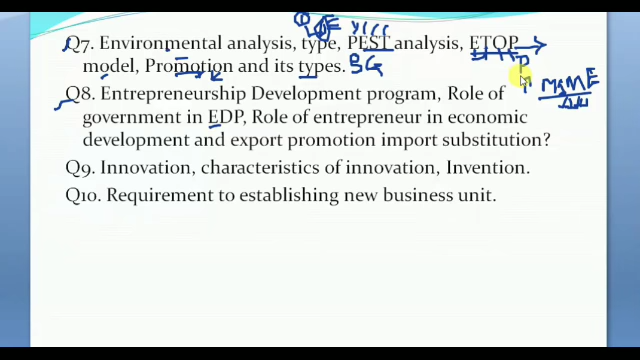 Q7. Environmental analysis, type, PEST analysis, ETOP
model, Promotion and its types.
MSME
Q8. Entrepreneurship Development program, Role of
government in EDP, Role of entrepreneur in economic
development and export promotion import substitution?
Q9. Innovation, characteristics of innovation, Invention.
Q10. Requirement to establishing new business unit.